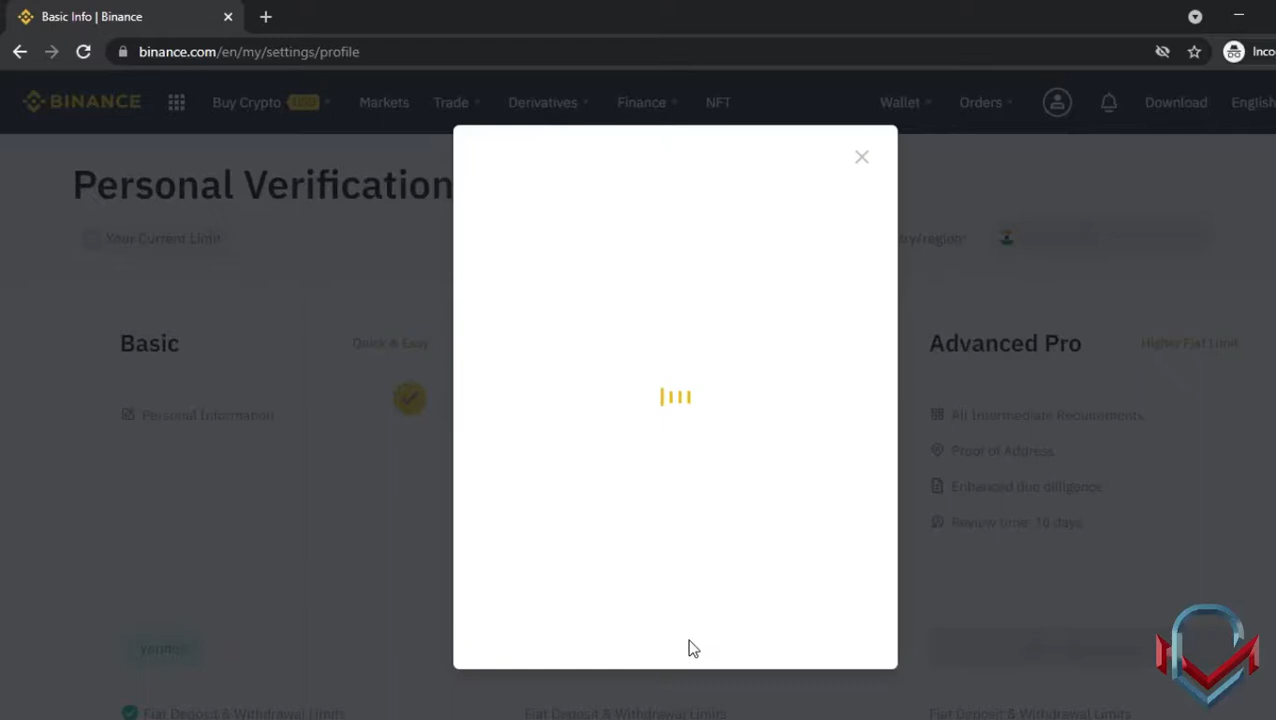 Basic Info | Binance
binance.com/en/my/settings/profile
Inco
BINANCE
Buy Crypto
Markets
Trade
Derivatives
Finance
NFT
Wallet
Orders
Download
English
Personal Verification
Your Current Limit
try/region
Basic
Quick & Easy
Personal Information
Verified
Fiat Deposit & Withdrawal Limits
Fiat Deposit & Withdrawal Limits
Advanced Pro
Higher Fiat Limit
All Intermediate Requirements
Proof of Address
Enhanced due diligence
Review time: 10 days
Fiat Deposit & Withdrawal Limits